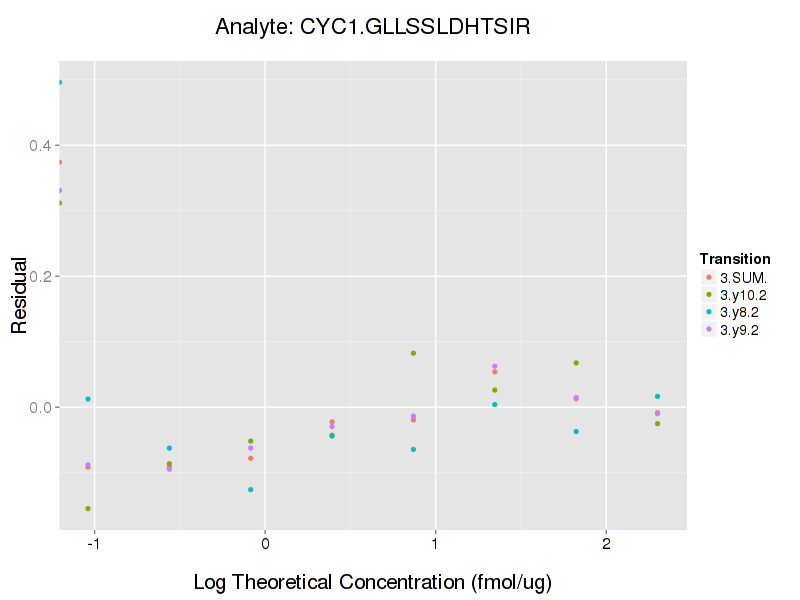 Analyte: CYC1.GLLSSLDHTSIR
0.4
0.2
0.0
Residual
-1
0
1
2
Log Theoretical Concentration (fmol/ug)
Transition
3.SUM.
3.y10.2
3.y8.2
3.y9.2